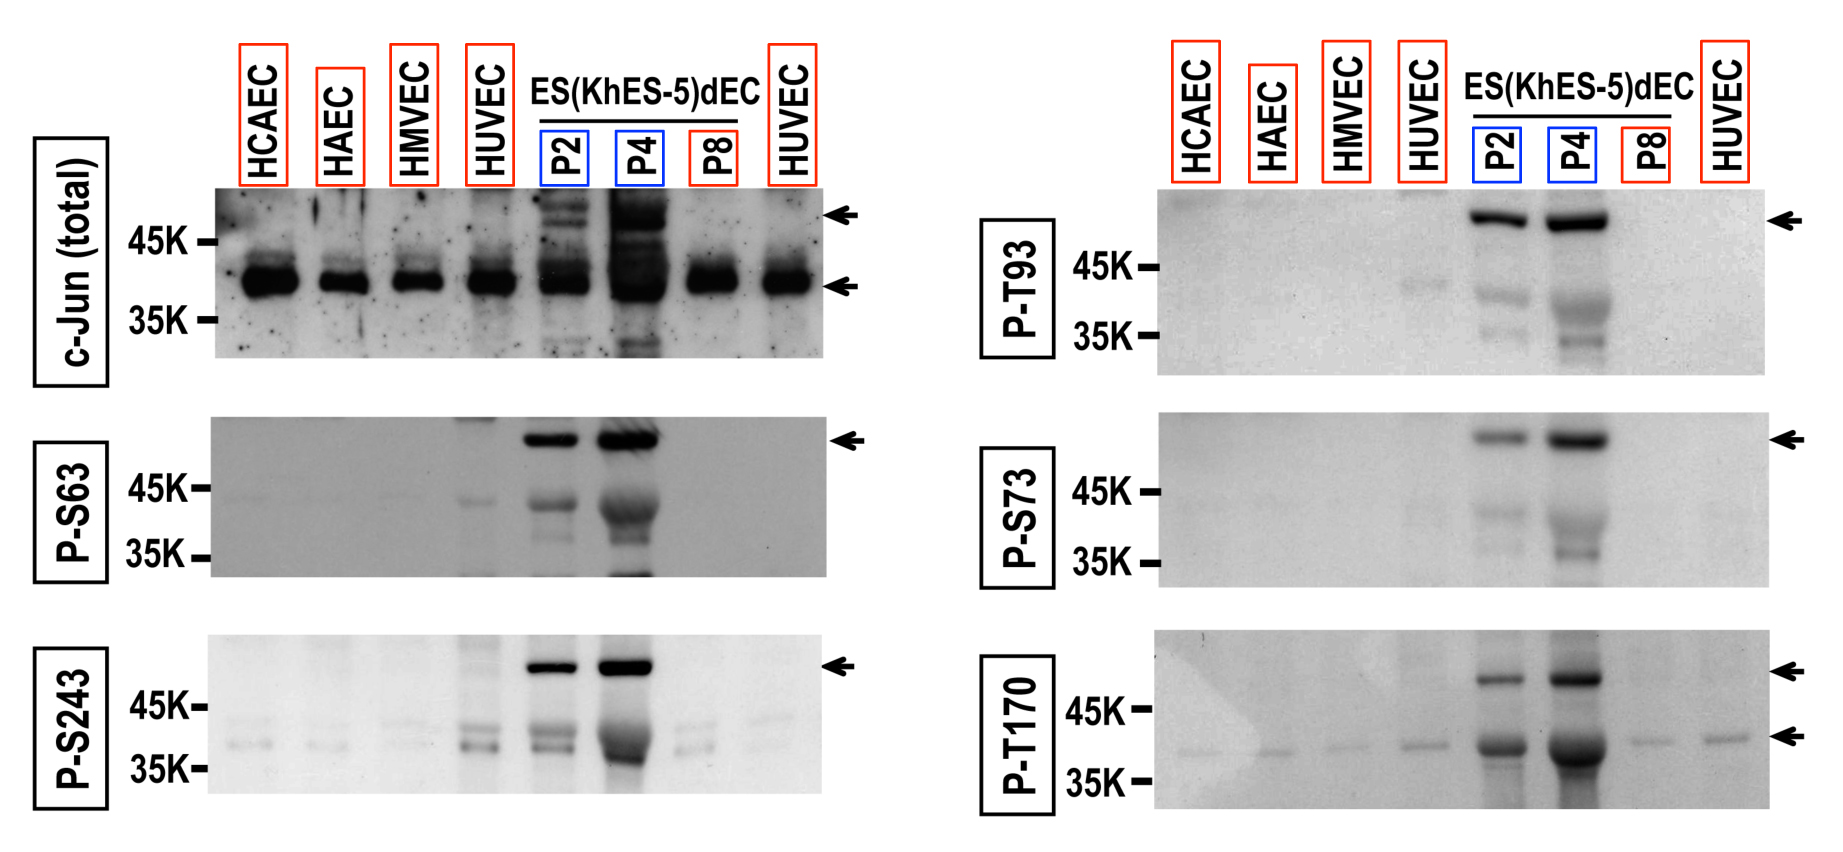 HCAEC
HAEC
HMVEC
HUVEC
ES(KhES-5)dEC
P2
P4
P8
HUVEC
c-Jun (total)
45K
35K
P-S63
45K
35K
P-S243
45K
35K
HCAEC
HAEC
HMVEC
HUVEC
ES(KhES-5)dEC
P2
P4
P8
HUVEC
P-T93
45K
35K
P-S73
45K
35K
P-T170
45K
35K